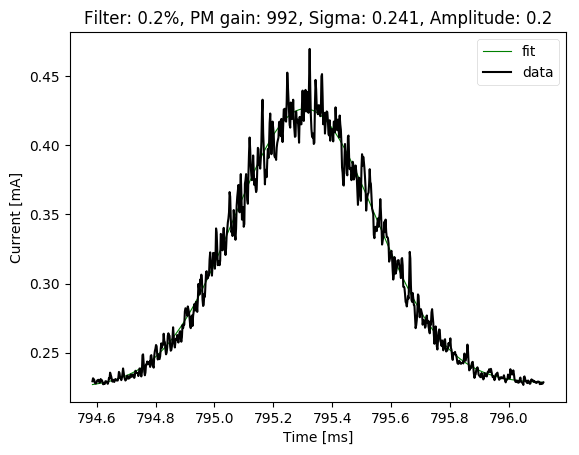 Filter: 0.2%, PM gain: 992, Sigma: 0.241, Amplitude: 0.2
fit
data
0.45
0.40
0.35
0.30
0.25
Current [mA]
794.6 794.8 795.0 795.2 795.4 795.6 795.8 796.0
Time [ms]